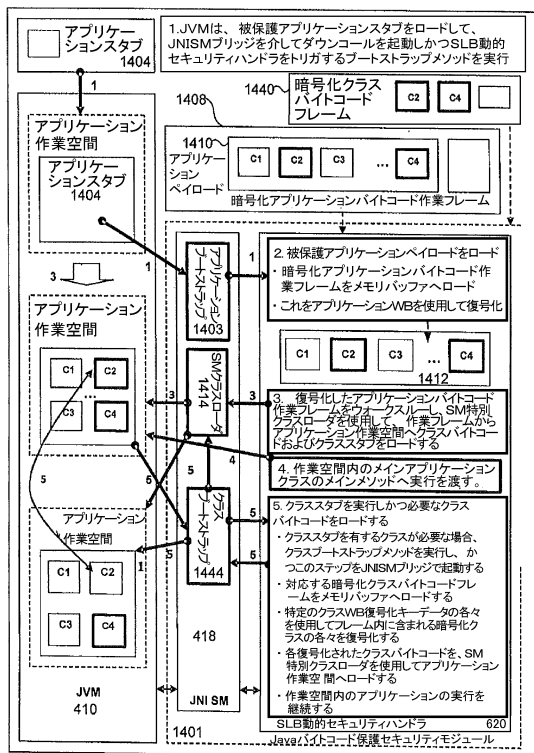 アプリケー
ションスタブ
1404
1
1.JVMは、被保護アプリケーションスタブをロードして、
JNISMブリッジを介してダウンコールを起動しかつSLB動的
セキュリティハンドラをトリガするブートストラップメソッドを実行
1440
暗号化クラス
バイトコード
フレーム
C2
C4
1408
1410
アプリケ
ーション
ペイロード
C1
C2
C3
...
C4
暗号化アプリケーションバイトコード作業フレーム
アプリケーション
作業空間
アプリケー
ションスタブ
1404
3
1
アプリケーション
ブートストラップ
1403
1
2. 被保護アプリケーションペイロードをロード
・ 暗号化アプリケーションバイトコード作
業フレームをメモリバッファへロード
・ これをアプリケーションWBを使用して復号化
C1
C2
C3
...
C4
1412
アプリケーション
作業空間
C1
C2
...
C3
C4
SMクラスローダ
1414
3
3
3. 復号化したアプリケーションバイトコード
作業フレームをウォークスルーし、SM特別
クラスローダを使用して、作業フレームから
アプリケーション作業空間へクラスバイトコー
ドおよびクラススタブをロードする
4
4. 作業空間内のメインアプリケーション
クラスのメインメソッドへ実行を渡す。
5
5
5
クラス
ブートストラップ
1444
5
5
5
1
アプリケーション
作業空間
C1
C2
C3
C4
5. クラススタブを実行しかつ必要なクラス
バイトコードをロードする
・ クラススタブを有するクラスが必要な場合、
クラスブートストラップメソッドを実行し、か
つこのステップをJNISMブリッジで起動する
・ 対応する暗号化クラスバイトコードフレ
ームをメモリバッファへロードする
・ 特定のクラスWB復号化キーデータの各々
を使用してフレーム内に含まれる暗号化ク
ラスの各々を復号化する
・ 各復号化されたクラスバイトコードを、SM
特別クラスローダを使用してアプリケーション
作業空間へロードする
・ 作業空間内のアプリケーションの実行を
継続する
JVM
410
418
JNI SM
1401
SLB動的セキュリティハンドラ
620
Javaバイトコード保護セキュリティモジュール